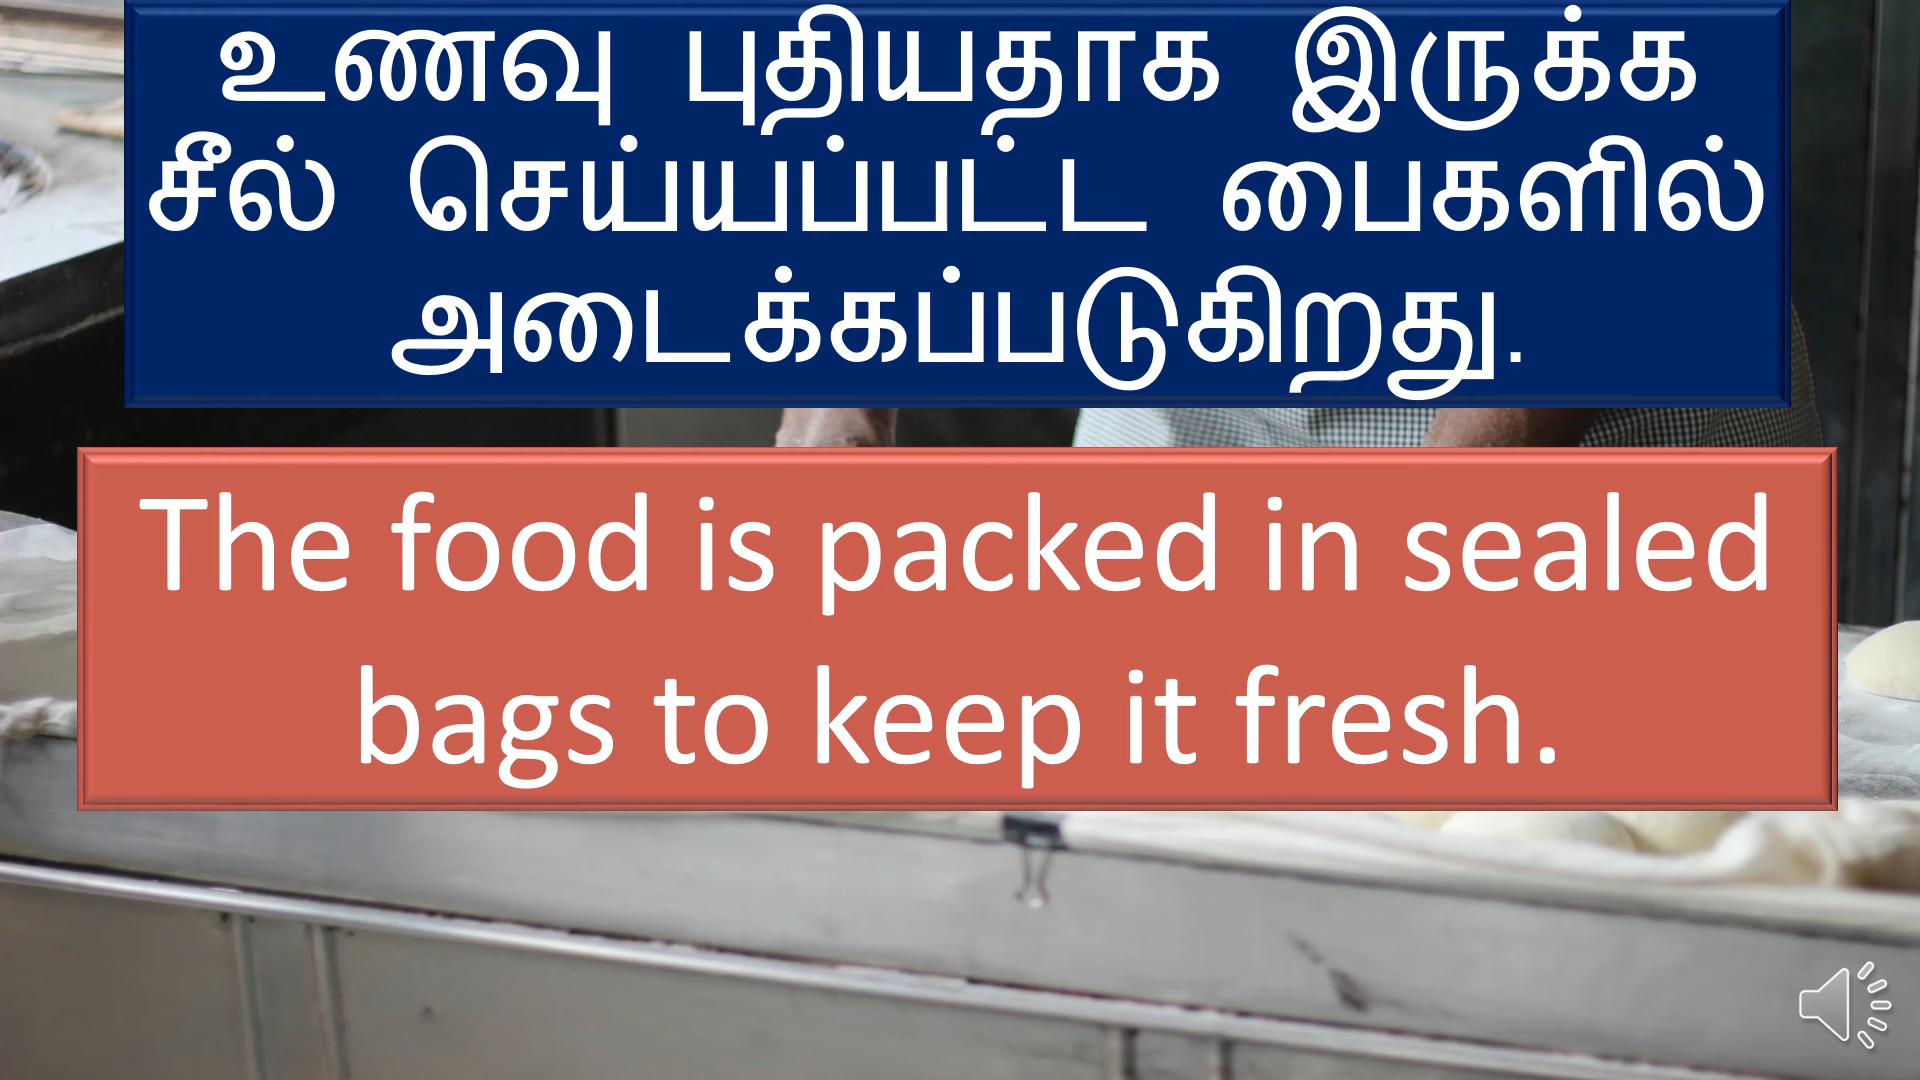 உணவு புதியதாக இருக்க
சீல் செய்யப்பட்ட பைகளில்
அடைக்கப்படுகிறது.
The food is packed in sealed
bags to keep it fresh.